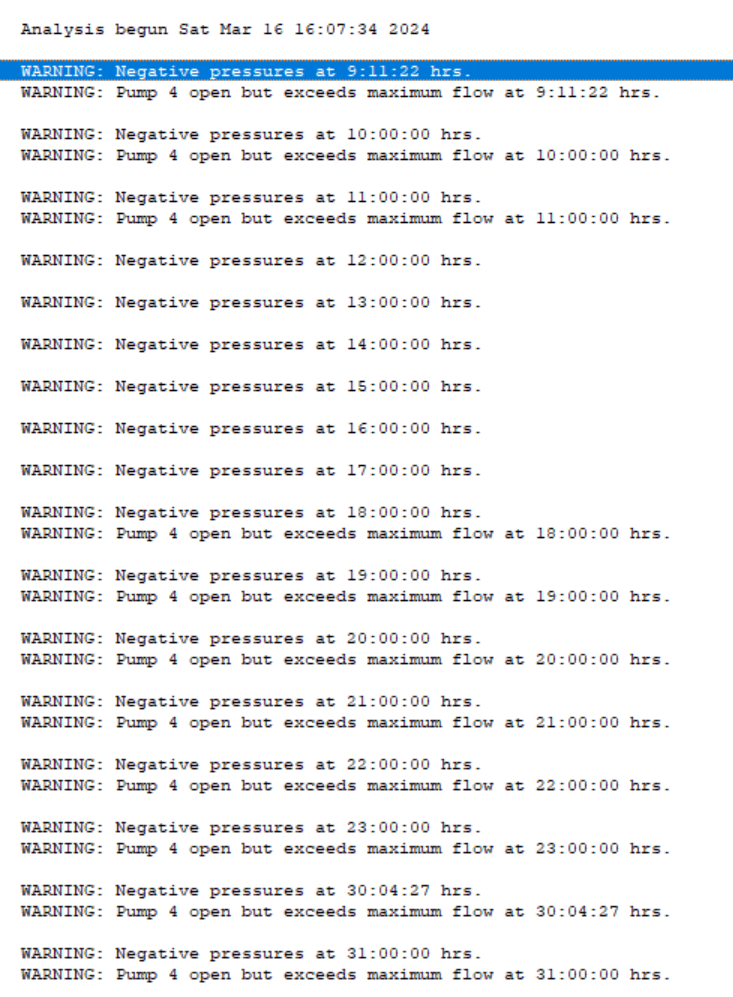 Analysis begun Sat Mar 16 16:07:34 2024
WARNING: Negative pressures at 9:11:22 hrs.
WARNING: Pump 4 open but exceeds maximum flow at 9:11:22 hrs.
WARNING: Negative pressures at 10:00:00 hrs.
WARNING: Pump 4 open but exceeds maximum flow at 10:00:00 hrs.
WARNING: Negative pressures at 11:00:00 hrs.
WARNING: Pump 4 open but exceeds maximum flow at 11:00:00 hrs.
WARNING: Negative pressures at 12:00:00 hrs.
WARNING: Negative pressures at 13:00:00 hrs.
WARNING: Negative pressures at 14:00:00 hrs.
WARNING: Negative pressures at 15:00:00 hrs.
WARNING: Negative pressures at 16:00:00 hrs.
WARNING: Negative pressures at 17:00:00 hrs.
WARNING: Negative pressures at 18:00:00 hrs.
WARNING: Pump 4 open but exceeds maximum flow at 18:00:00 hrs.
WARNING: Negative pressures at 19:00:00 hrs.
WARNING: Pump 4 open but exceeds maximum flow at 19:00:00 hrs.
WARNING: Negative pressures at 20:00:00 hrs.
WARNING: Pump 4 open but exceeds maximum flow at 20:00:00 hrs.
WARNING: Negative pressures at 21:00:00 hrs.
WARNING: Pump 4 open but exceeds maximum flow at 21:00:00 hrs.
WARNING: Negative pressures at 22:00:00 hrs.
WARNING: Pump 4 open but exceeds maximum flow at 22:00:00 hrs.
WARNING: Negative pressures at 23:00:00 hrs.
WARNING: Pump 4 open but exceeds maximum flow at 23:00:00 hrs.
WARNING: Negative pressures at 30:04:27 hrs.
WARNING: Pump 4 open but exceeds maximum flow at 30:04:27 hrs.
WARNING: Negative pressures at 31:00:00 hrs.
WARNING: Pump 4 open but exceeds maximum flow at 31:00:00 hrs.